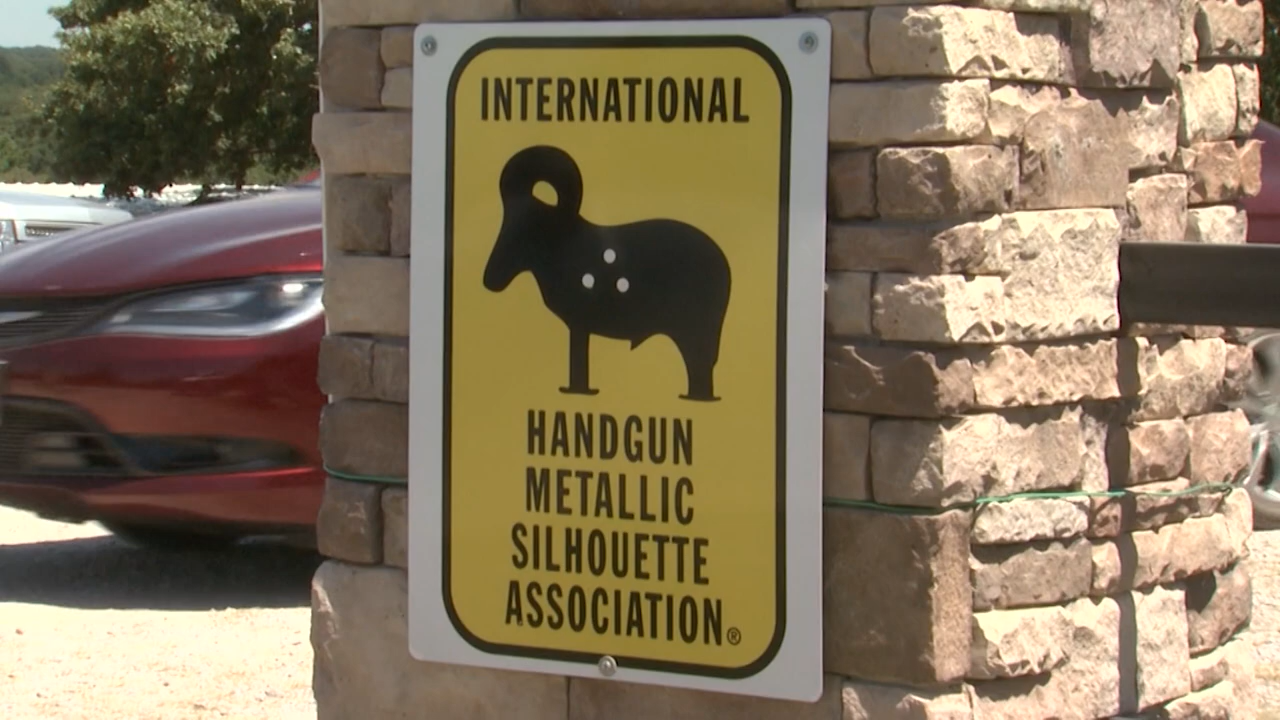 INTERNATIONAL
HANDGUN
METALLIC
SILHOUETTE
ASSOCIATION®